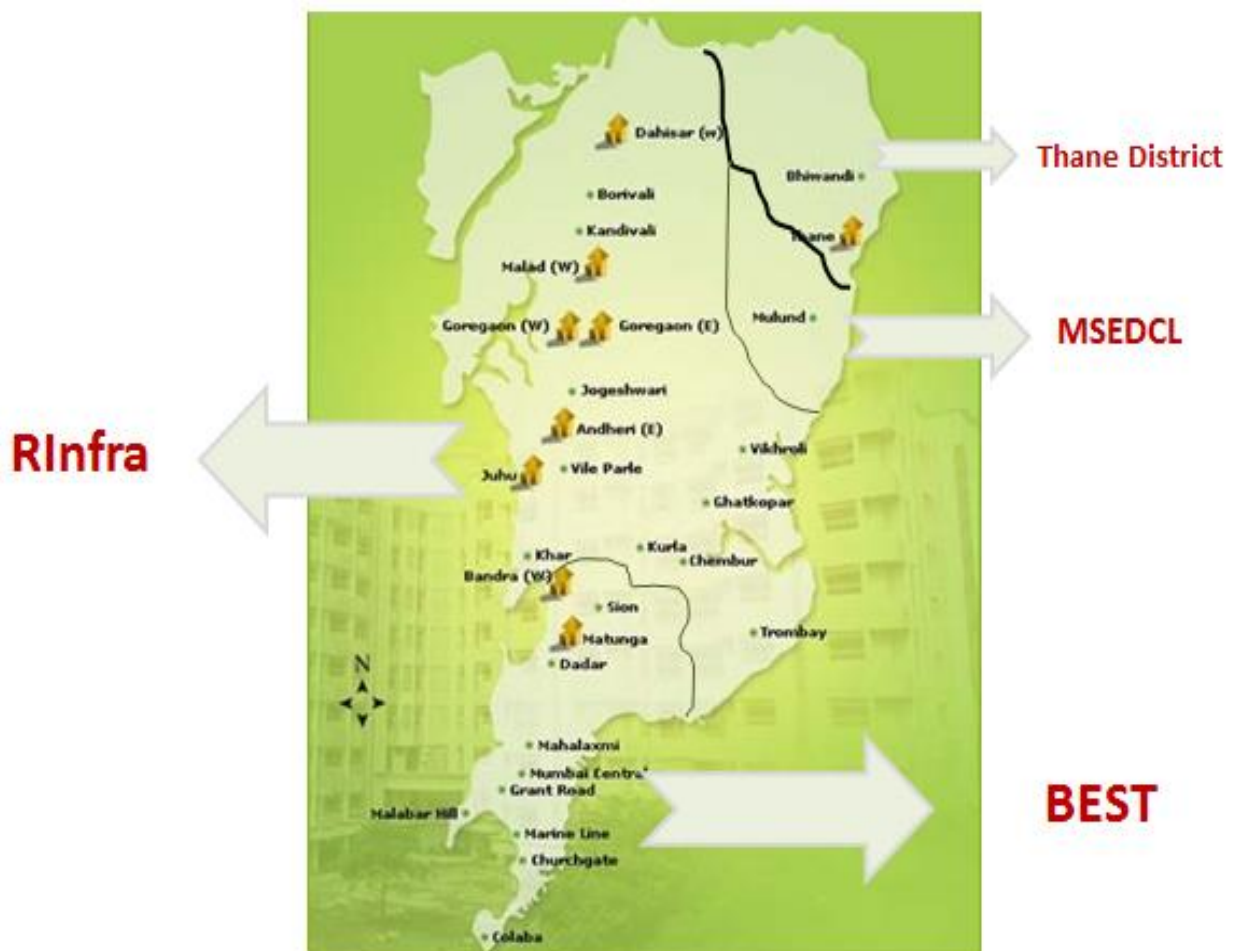 Dahisar (w)
Thane District
Bhiwandi
Borivali
Kandivali
Thane
Malad (W)
Mulund
Goregaon (W)
Goregaon (E)
MSEDCL
Jogeshwari
Andheri (E)
RInfra
Vikhroli
Juhu
Vile Parle
Ghatkopar
Kurla
Khar
Chembur
Bandra (W)
Sion
Trombay
Matunga
Dadar
N
Mahalaxmi
Mumbai Central
Grant Road
BEST
Malabar Hill
Marine Line
Churchgate
Colaba